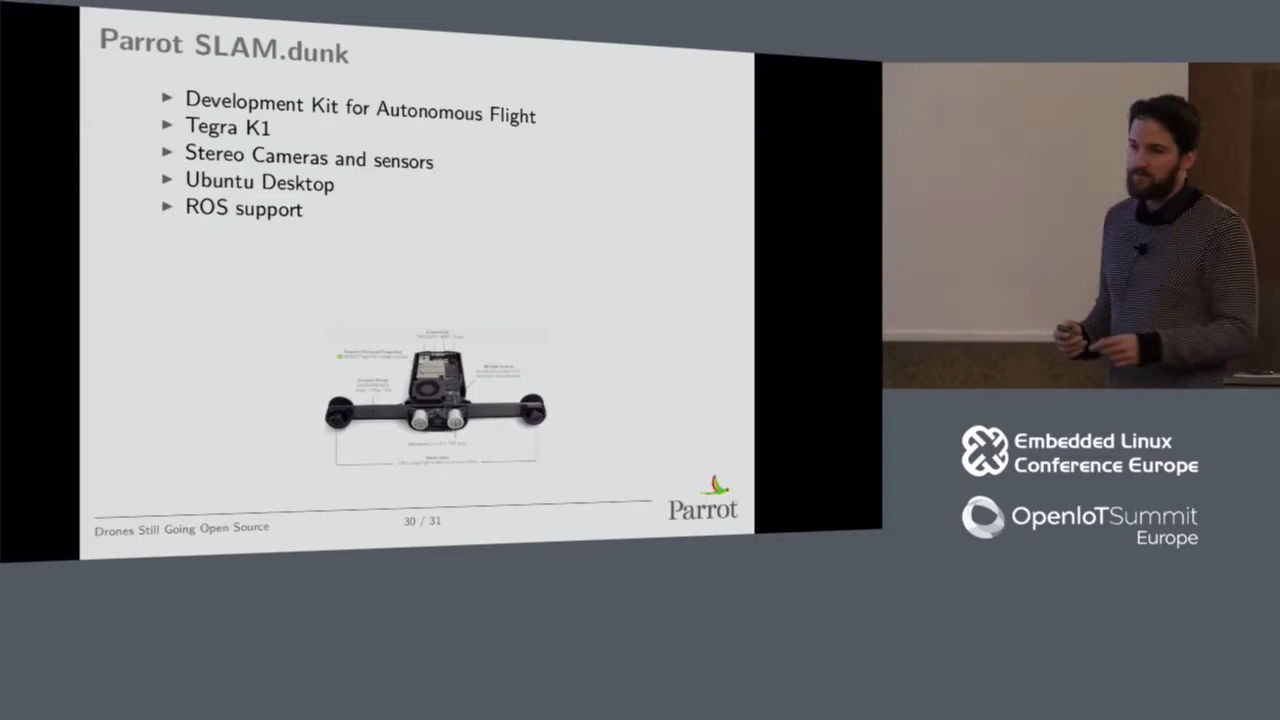 Parrot SLAM.dunk
Development Kit for Autonomous Flight
Tegra K1
Stereo Cameras and sensors
Ubuntu Desktop
ROS support
Drones Still Going Open Source
30 / 31
Parrot
Embedded Linux
Conference Europe
OpenIoTSummit
Europe